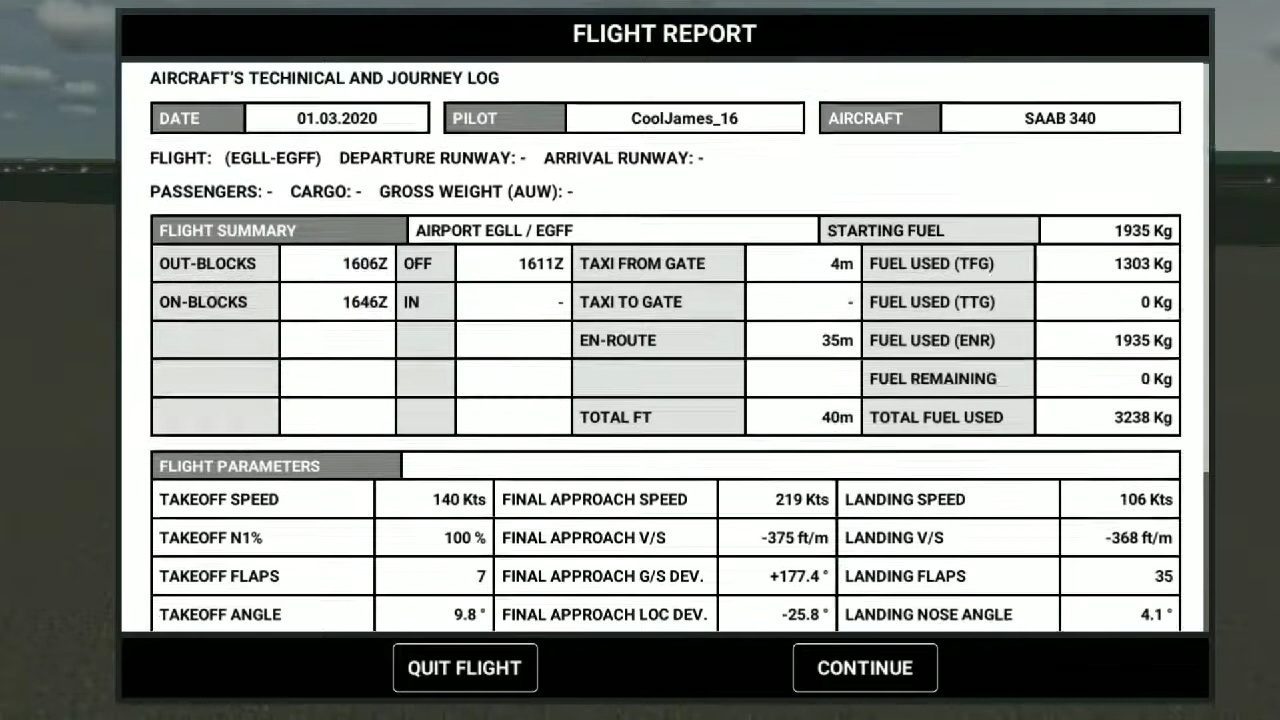 FLIGHT REPORT
AIRCRAFT'S TECHINICAL AND JOURNEY LOG
DATE 01.03.2020 PILOT CoolJames_16 AIRCRAFT SAAB 340
FLIGHT: (EGLL-EGFF) DEPARTURE RUNWAY: - ARRIVAL RUNWAY: -
PASSENGERS: - CARGO: - GROSS WEIGHT (AUW): -
FLIGHT SUMMARY AIRPORT EGLL / EGFF STARTING FUEL 1935 Kg
OUT-BLOCKS 1606Z OFF 1611Z TAXI FROM GATE 4m FUEL USED (TFG) 1303 Kg
ON-BLOCKS 1646Z IN - TAXI TO GATE - FUEL USED (TTG) 0 Kg
EN-ROUTE 35m FUEL USED (ENR) 1935 Kg
FUEL REMAINING 0 Kg
TOTAL FT 40m TOTAL FUEL USED 3238 Kg
FLIGHT PARAMETERS
TAKEOFF SPEED 140 Kts FINAL APPROACH SPEED 219 Kts LANDING SPEED 106 Kts
TAKEOFF N1% 100 % FINAL APPROACH V/S -375 ft/m LANDING V/S -368 ft/m
TAKEOFF FLAPS 7 FINAL APPROACH G/S DEV. +177.4 ° LANDING FLAPS 35
TAKEOFF ANGLE 9.8 ° FINAL APPROACH LOC DEV. -25.8 ° LANDING NOSE ANGLE 4.1 °
QUIT FLIGHT CONTINUE